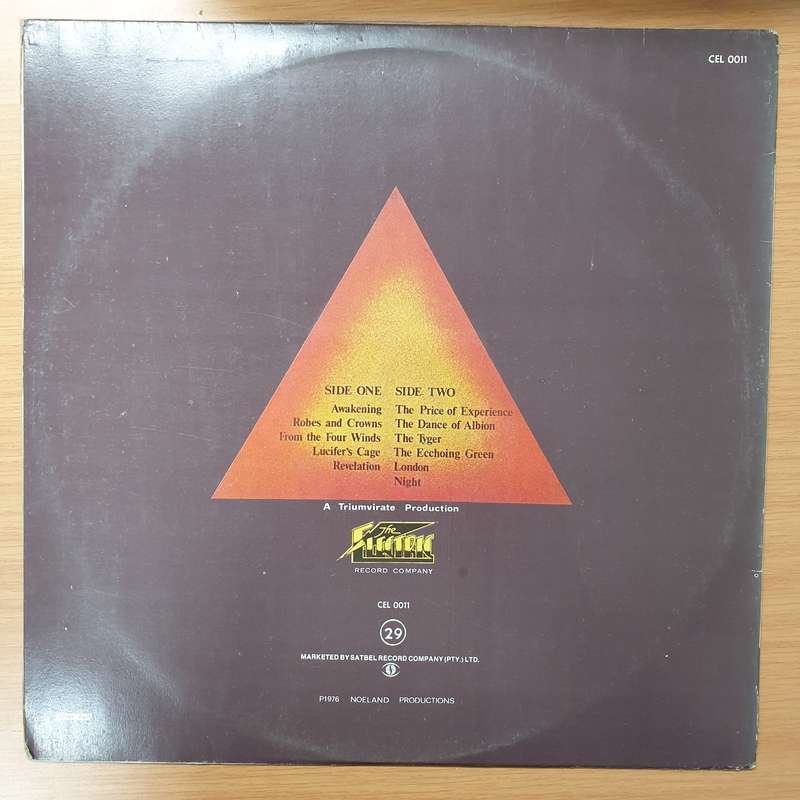 CEL 0011
SIDE ONE
Awakening
Robes and Crowns
From the Four Winds
Lucifer's Cage
Revelation
SIDE TWO
The Price of Experience
The Dance of Albion
The Tyger
The Ecchoing Green
London
Night
A Triumvirate Production
The
ELECTRIC
RECORD COMPANY
CEL 0011
29
MARKETED BY SATBEL RECORD COMPANY (PTY.) LTD.
P1976 NOELAND PRODUCTIONS